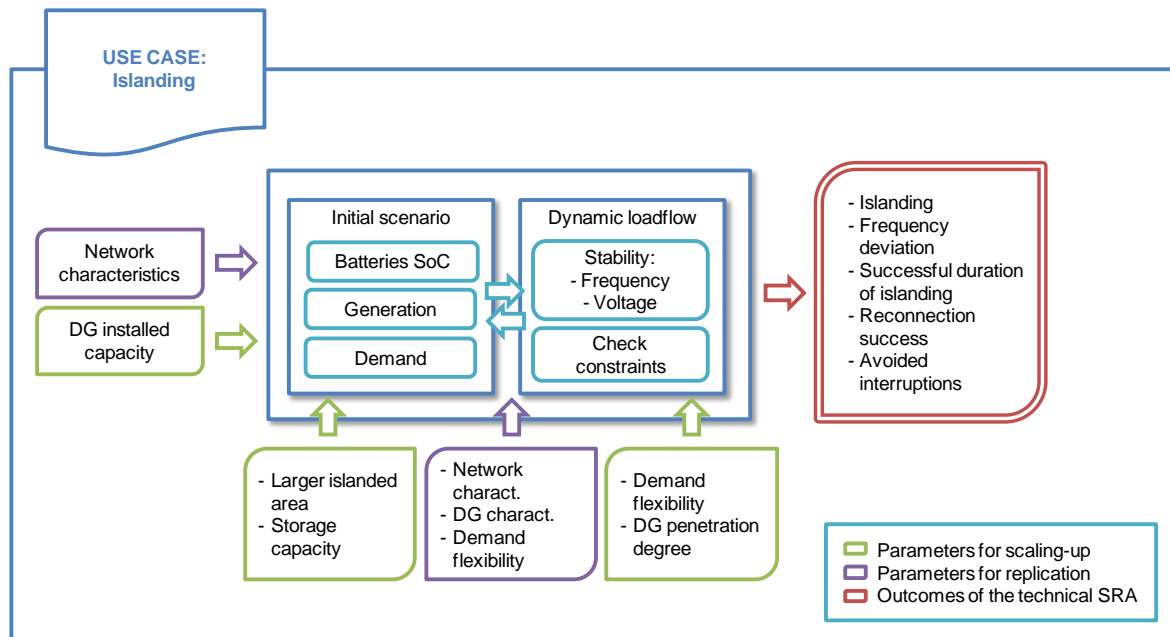 USE CASE:
Islanding
Network
characteristics
DG installed
capacity
Initial scenario
Batteries SoC
Generation
Demand
Dynamic loadflow
Stability:
- Frequency
- Voltage
Check
constraints
- Islanding
- Frequency
deviation
- Successful duration
of islanding
- Reconnection
success
- Avoided
interruptions
- Larger islanded
area
- Storage
capacity
- Network
charact.
- DG charact.
- Demand
flexibility
- Demand
flexibility
- DG penetration
degree
Parameters for scaling-up
Parameters for replication
Outcomes of the technical SRA